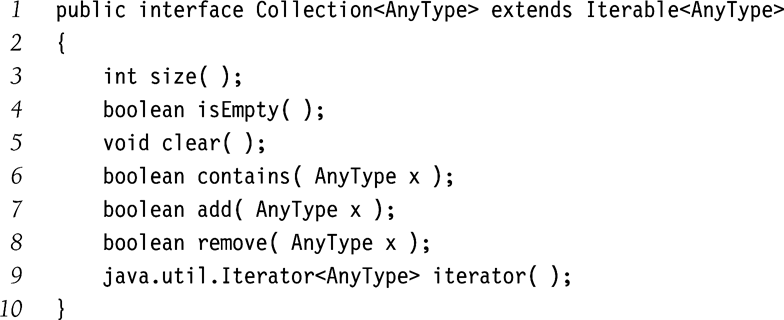 1 public interface Collection<AnyType> extends Iterable<AnyType>
2 {
3 int size( );
4 boolean isEmpty( );
5 void clear( );
6 boolean contains( AnyType x );
7 boolean add( AnyType x );
8 boolean remove( AnyType x );
9 java.util.Iterator<AnyType> iterator( );
10 }